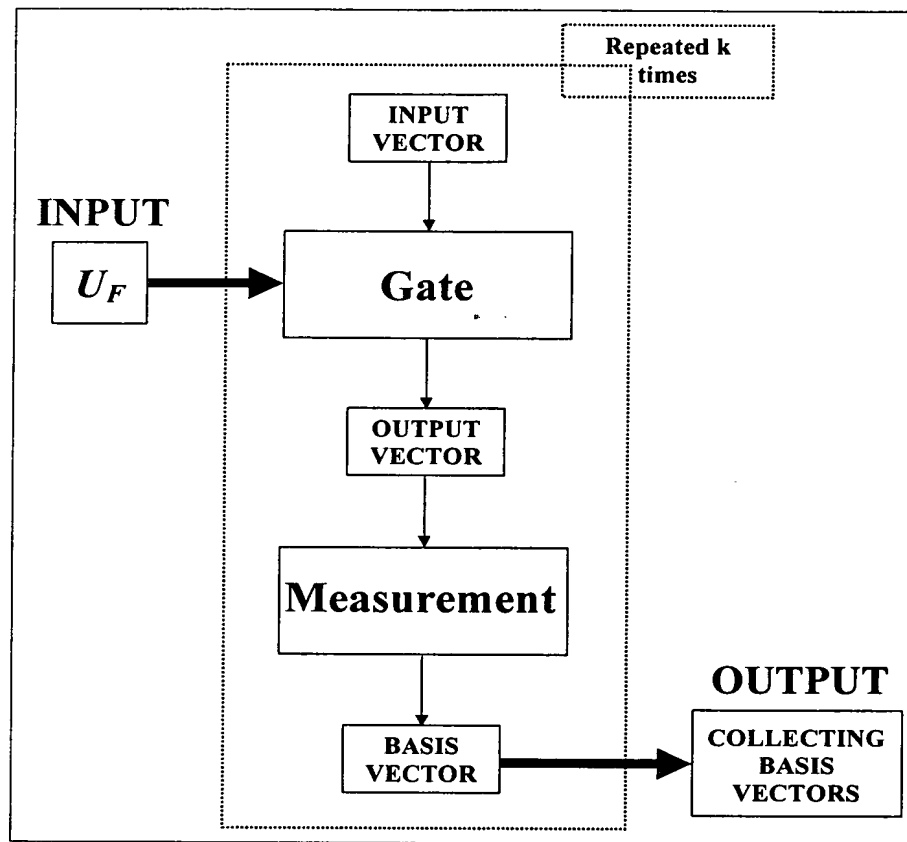 Repeated k
times
INPUT
VECTOR
INPUT
U_F
Gate
OUTPUT
VECTOR
Measurement
BASIS
VECTOR
OUTPUT
COLLECTING
BASIS
VECTORS